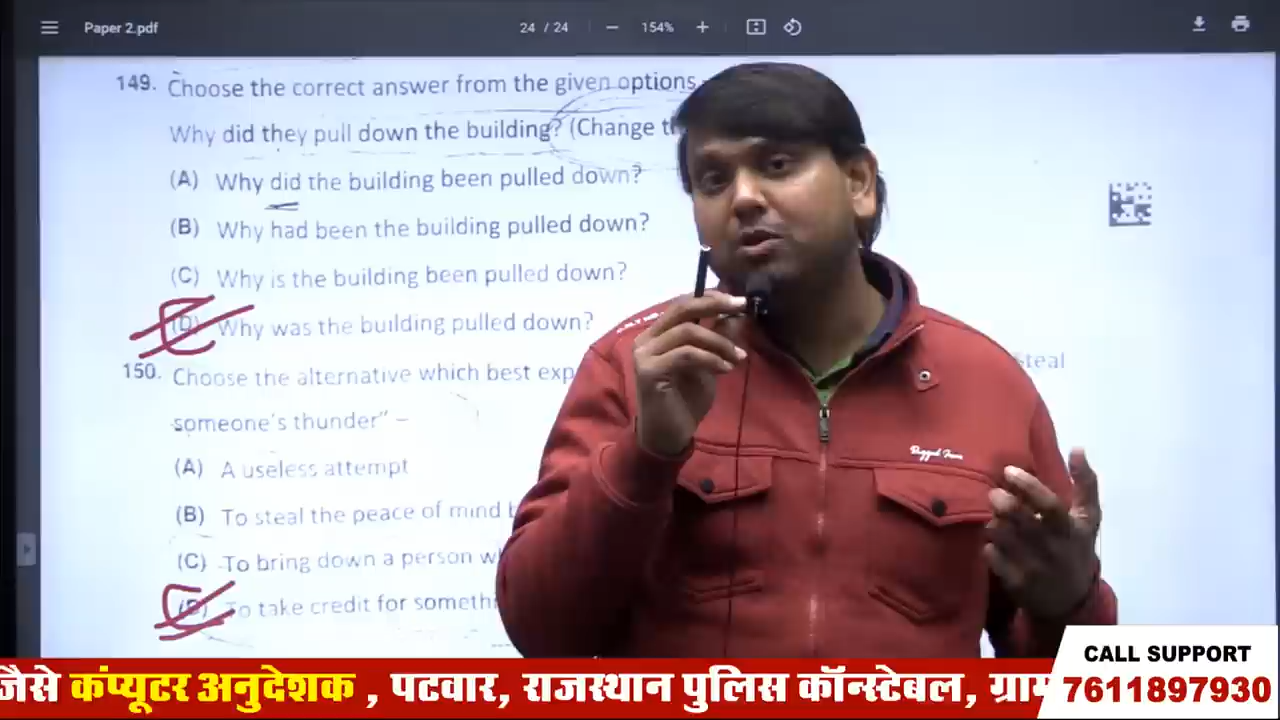 Paper 2.pdf
24 / 24
154%
149. Choose the correct answer from the given options
Why did they pull down the building? (Change th
(A) Why did the building been pulled down?
(B) Why had been the building pulled down?
(C) Why is the building been pulled down?
(D) Why was the building pulled down?
150. Choose the alternative which best exp
someone's thunder" –
(A) A useless attempt
(B) To steal the peace of mind
(C) To bring down a person
To take credit for
CALL SUPPORT
7611897930
जैसे कंप्यूटर अनुदेशक , पटवार, राजस्थान पुलिस कॉन्स्टेबल, ग्राम